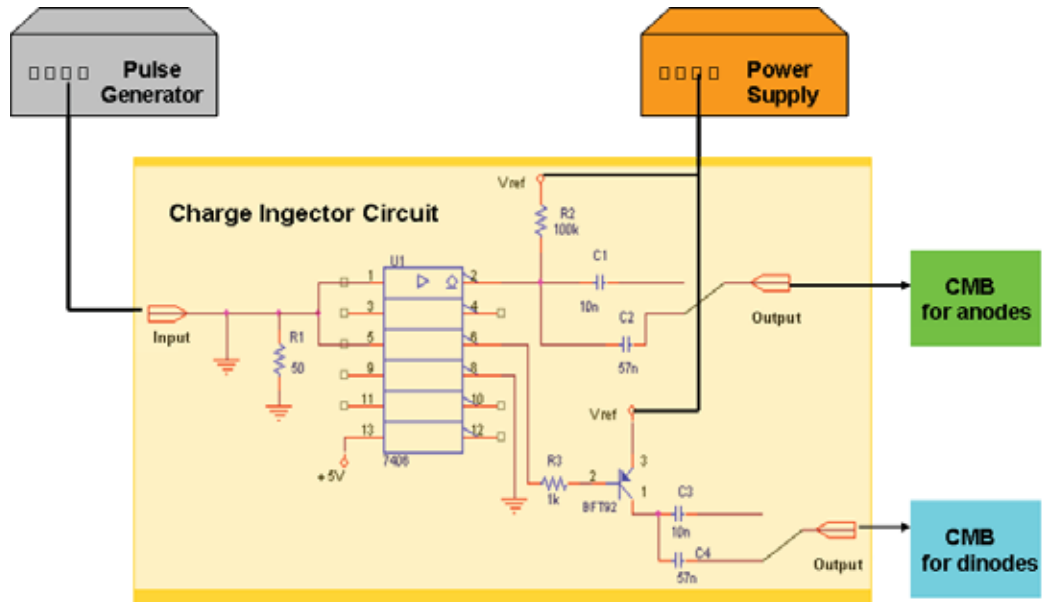 Pulse
Generator
Power
Supply
Charge Ingector Circuit
Vref
R2
100k
U1
C1
10n
1
2
3
4
5
6
8
9
10
11
12
13
7406
Input
R1
50
+5V
C2
57n
Output
CMB
for anodes
Vref
R3
1k
2
3
1
BFT92
C3
10n
C4
57n
Output
CMB
for dinodes